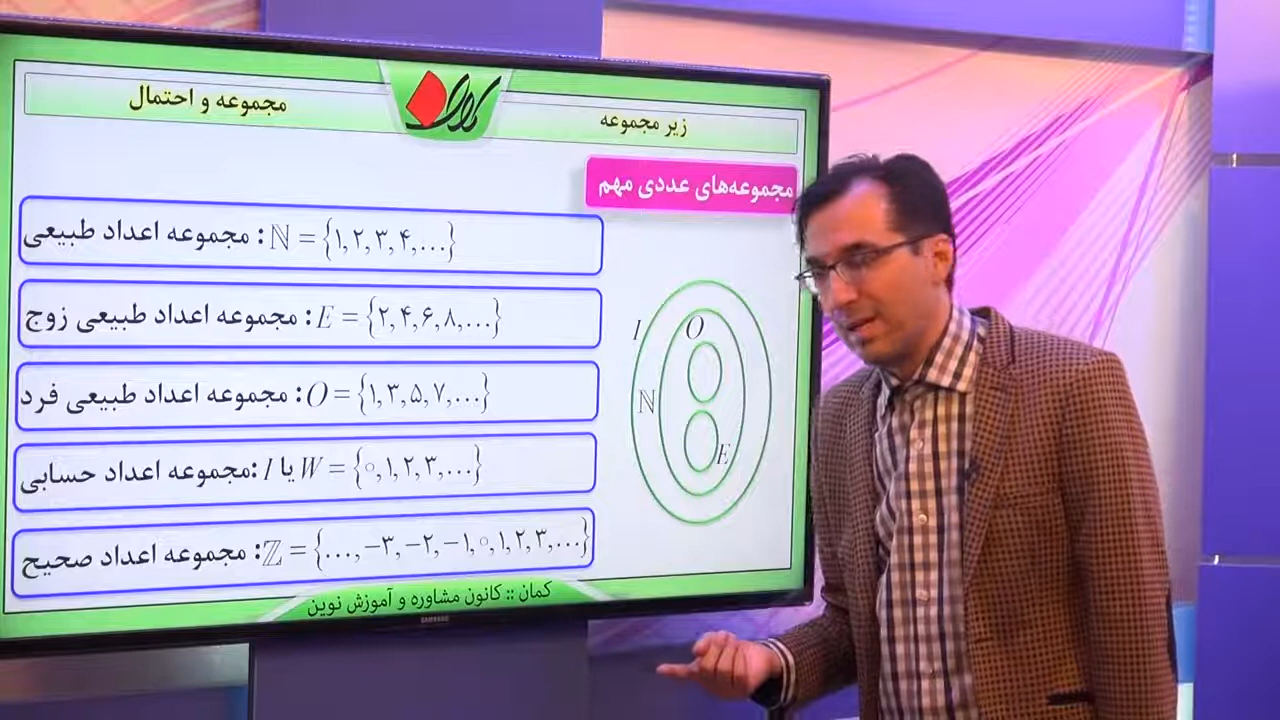 زیر مجموعه
مجموعه و احتمال
مجموعه‌های عددی مهم
مجموعه اعداد طبیعی : ℕ = {۱,۲,۳,۴,...}
مجموعه اعداد طبیعی زوج : E = {۲,۴,۶,۸,...}
مجموعه اعداد طبیعی فرد : O = {۱,۳,۵,۷,...}
مجموعه اعداد حسابی: I یا W = {۰,۱,۲,۳,...}
مجموعه اعداد صحیح : ℤ = {...,−۳,−۲,−۱,۰,۱,۲,۳,...}
I
O
ℕ
E
کمان :: کانون مشاوره و آموزش نوین
SAMSUNG